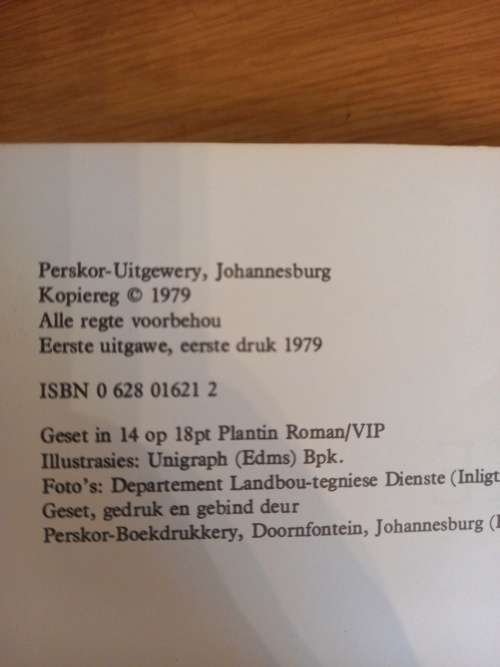 Perskor-Uitgewery, Johannesburg
Kopiereg © 1979
Alle regte voorbehou
Eerste uitgawe, eerste druk 1979
ISBN 0 628 01621 2
Geset in 14 op 18pt Plantin Roman/VIP
Illustrasies: Unigraph (Edms) Bpk.
Foto's: Departement Landbou-tegniese Dienste (Inligt
Geset, gedruk en gebind deur
Perskor-Boekdrukkery, Doornfontein, Johannesburg (